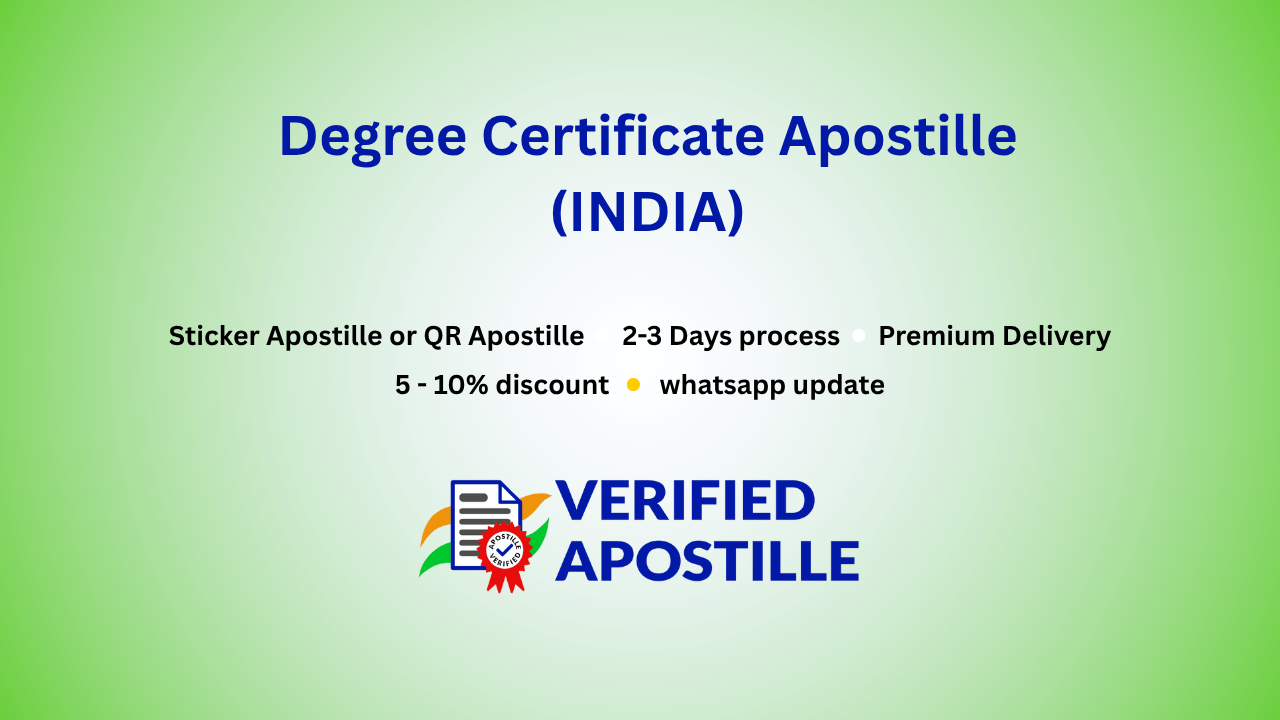 Degree Certificate Apostille
(INDIA)
Sticker Apostille or QR Apostille 2-3 Days process Premium Delivery
5 - 10% discount whatsapp update
APOSTILLE
VERIFIED
VERIFIED
APOSTILLE